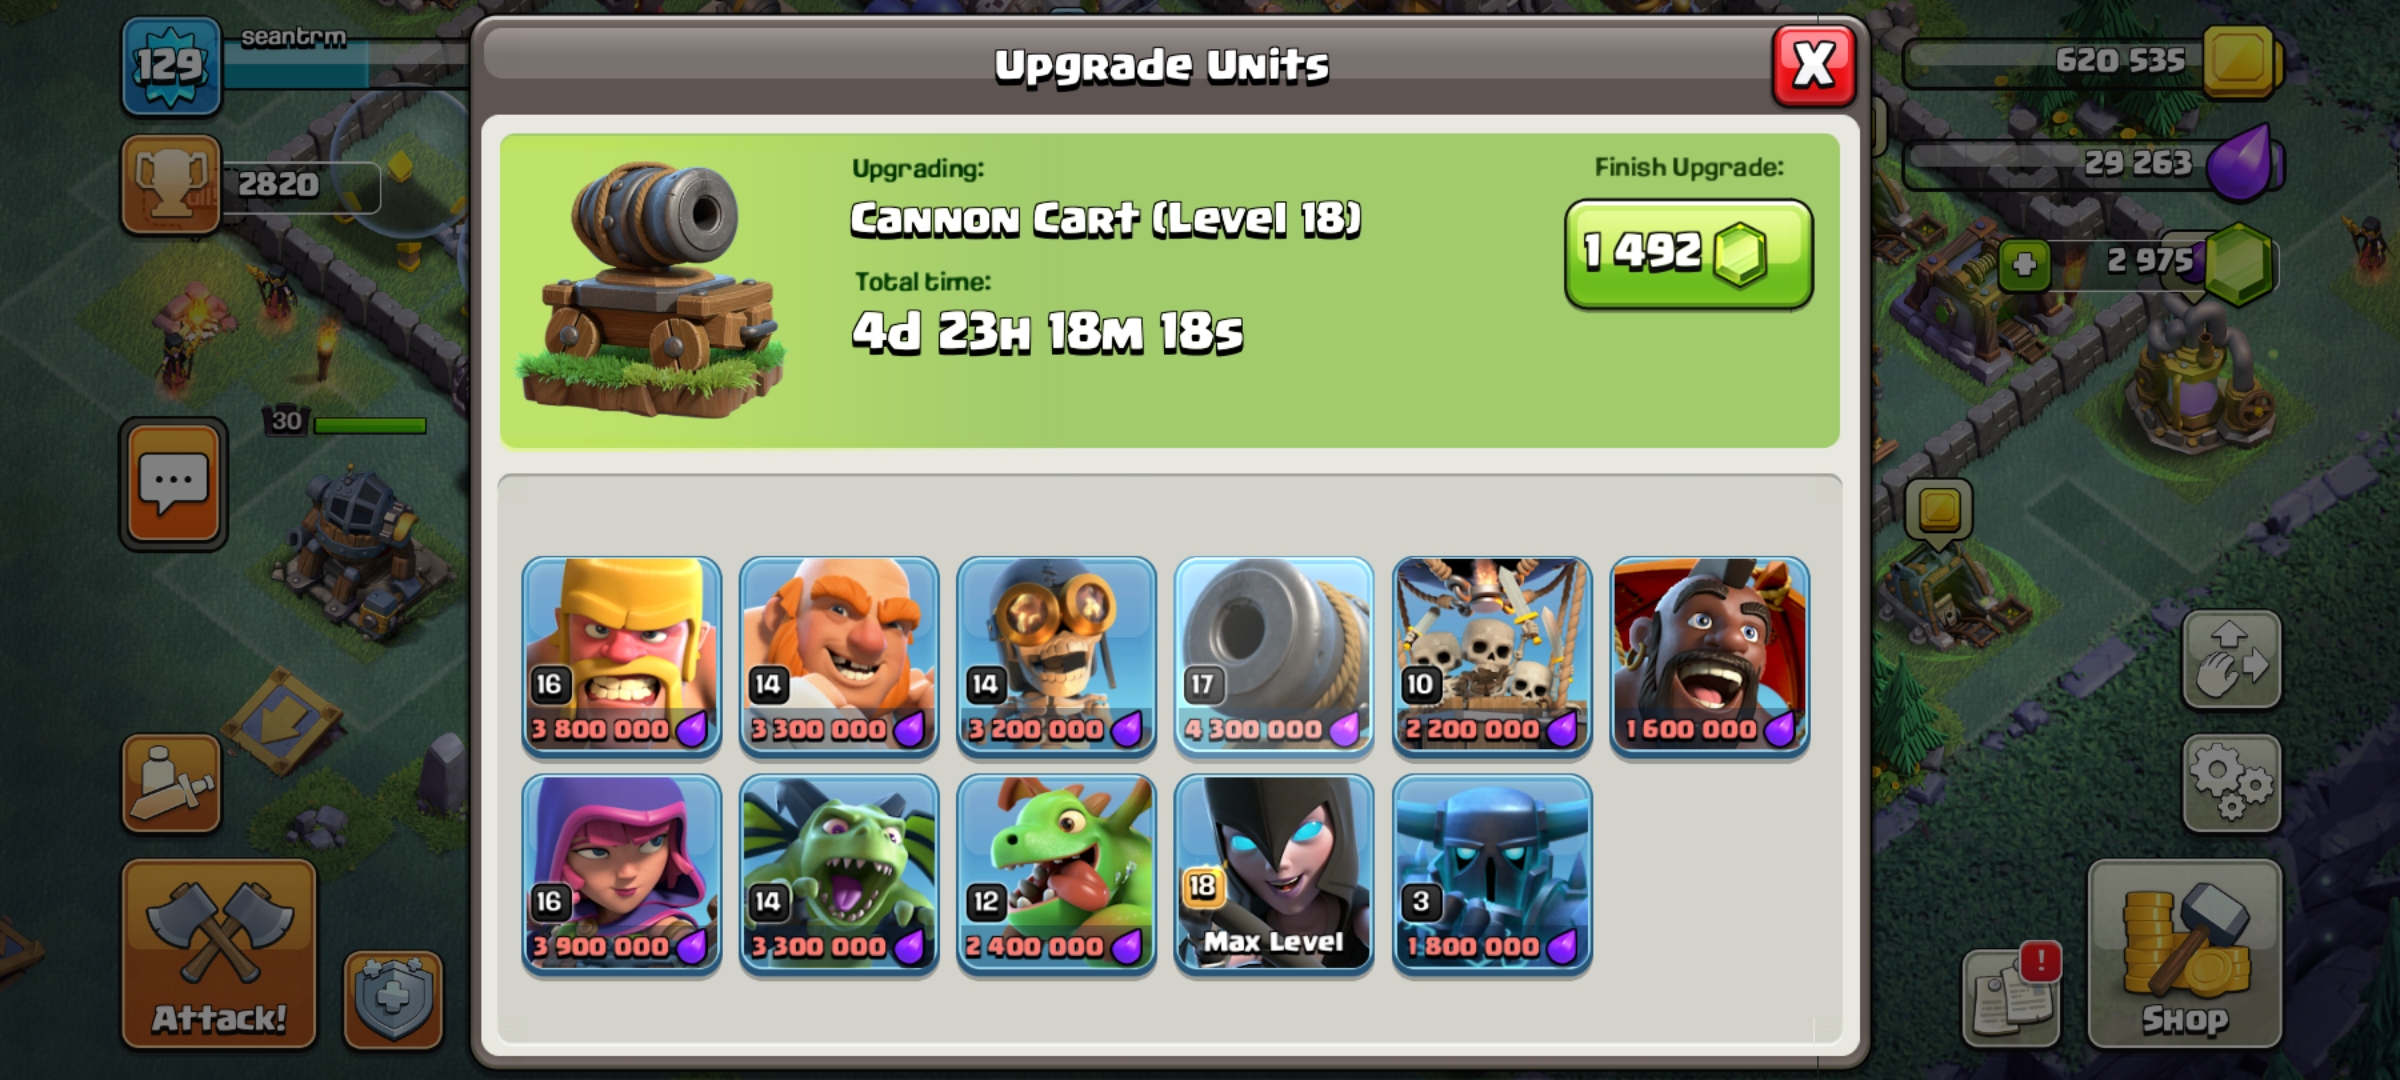 129
seantrm
2820
30
Attack!
Upgrade Units
X
Upgrading:
Cannon Cart (Level 18)
Total time:
4d 23H 18M 18s
Finish Upgrade:
1 492
16
3 800 000
14
3 300 000
14
3 200 000
17
4 300 000
10
2 200 000
1 600 000
16
3 900 000
14
3 300 000
12
2 400 000
18
Max Level
3
1 800 000
620 535
29 263
+
2 975
!
Shop